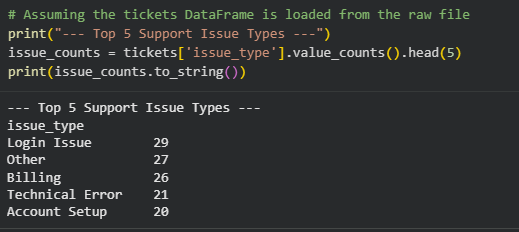 # Assuming the tickets DataFrame is loaded from the raw file
print("--- Top 5 Support Issue Types ---")
issue_counts = tickets['issue_type'].value_counts().head(5)
print(issue_counts.to_string())
--- Top 5 Support Issue Types ---
issue_type
Login Issue        29
Other              27
Billing            26
Technical Error    21
Account Setup      20